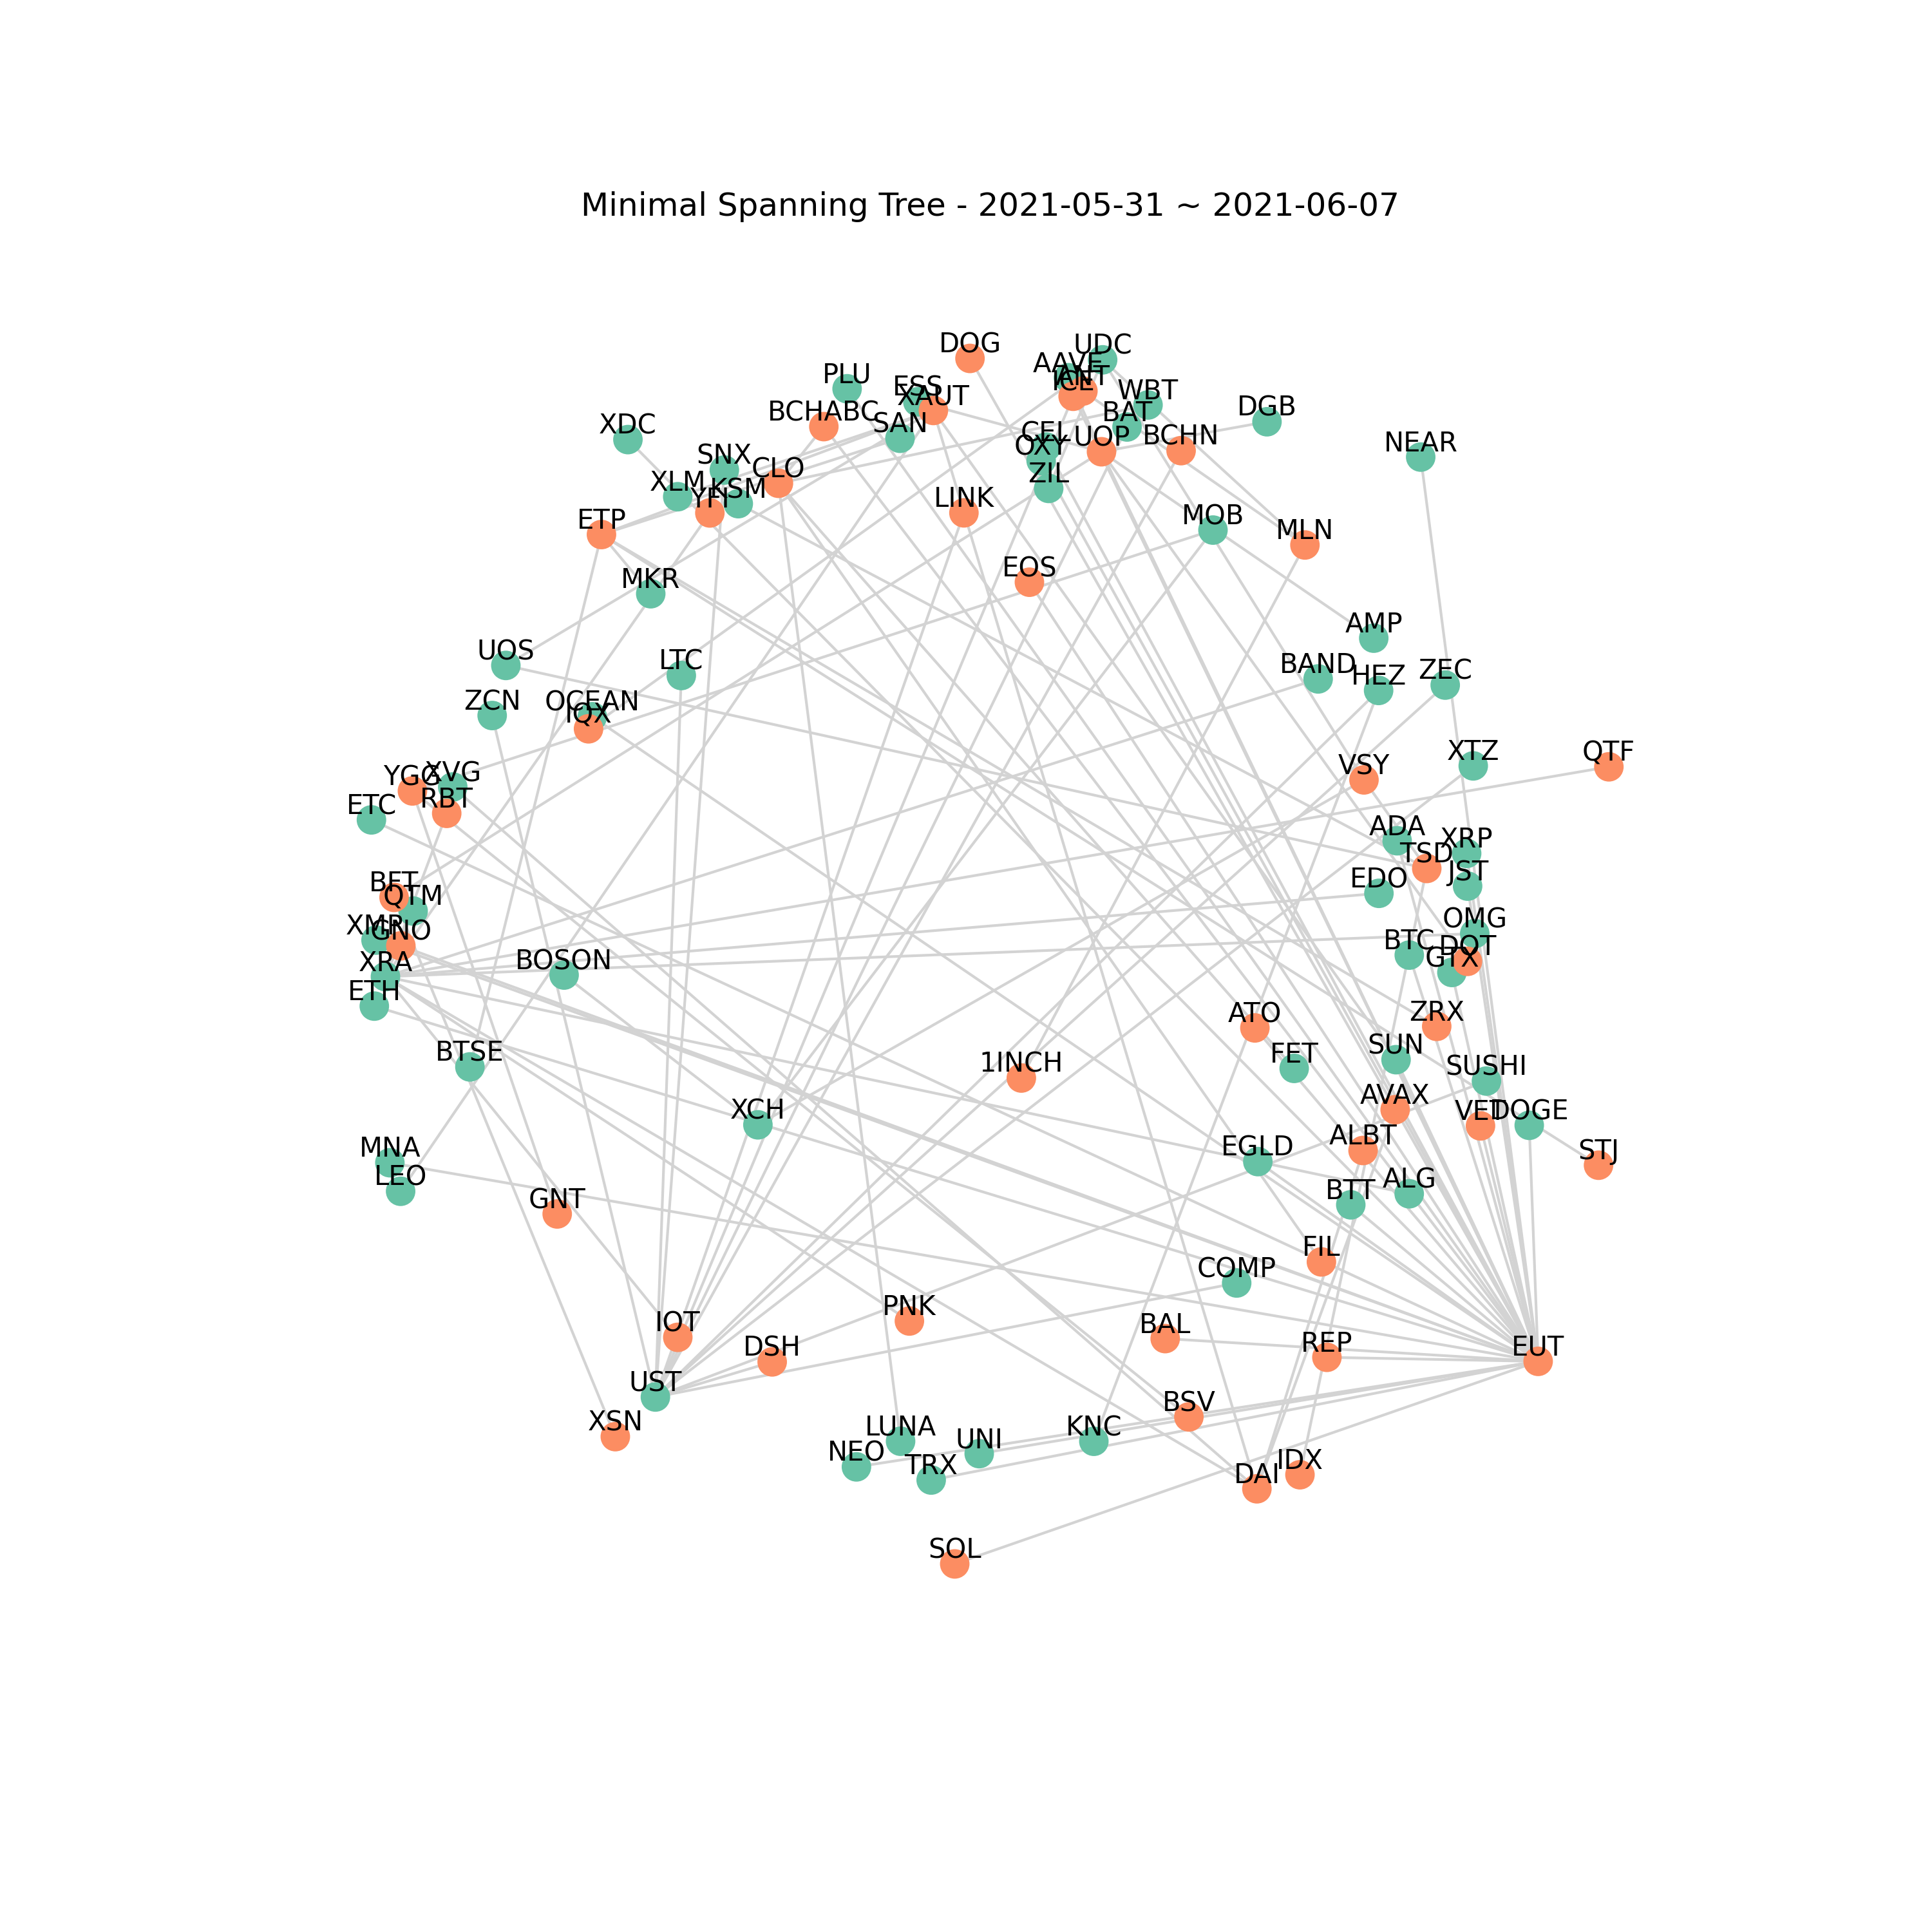 Minimal Spanning Tree - 2021-05-31 ~ 2021-06-07
DOG
UDC
AAVE
ANT
ICE
PLU
ESS
XAUT
WBT
BCHABC
SAN
BAT
DGB
XDC
CEL
UOP
BCHN
OXY
NEAR
SNX
CLO
ZIL
XLM
KSM
YFI
LINK
ETP
MOB
MLN
MKR
EOS
AMP
UOS
LTC
BAND
HEZ
ZEC
ZCN
OCEAN
IQX
YGG
XVG
VSY
XTZ
QTF
ETC
RBT
ADA
XRP
TSD
JST
BFT
QTM
EDO
XMR
GNO
OMG
BTC
DOT
GTX
XRA
BOSON
ETH
ATO
ZRX
BTSE
1INCH
FET
SUN
SUSHI
AVAX
XCH
VET
DOGE
MNA
LEO
EGLD
ALBT
STJ
GNT
BTT
ALG
COMP
FIL
IOT
PNK
BAL
DSH
REP
EUT
UST
XSN
BSV
LUNA
NEO
UNI
KNC
TRX
DAI
IDX
SOL